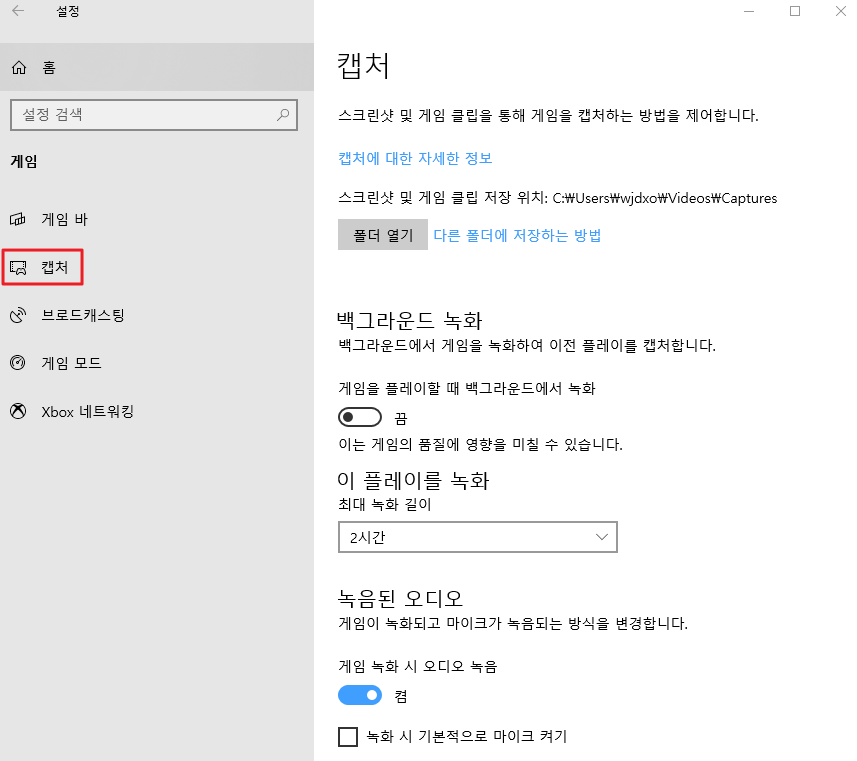 설정
홈
설정 검색
게임
게임 바
캡처
브로드캐스팅
게임 모드
Xbox 네트워킹
캡처
스크린샷 및 게임 클립을 통해 게임을 캡처하는 방법을 제어합니다.
캡처에 대한 자세한 정보
스크린샷 및 게임 클립 저장 위치: C:₩Users₩wjdxo₩Videos₩Captures
폴더 열기 다른 폴더에 저장하는 방법
백그라운드 녹화
백그라운드에서 게임을 녹화하여 이전 플레이를 캡처합니다.
게임을 플레이할 때 백그라운드에서 녹화
끔
이는 게임의 품질에 영향을 미칠 수 있습니다.
이 플레이를 녹화
최대 녹화 길이
2시간
녹음된 오디오
게임이 녹화되고 마이크가 녹음되는 방식을 변경합니다.
게임 녹화 시 오디오 녹음
켬
녹화 시 기본적으로 마이크 켜기